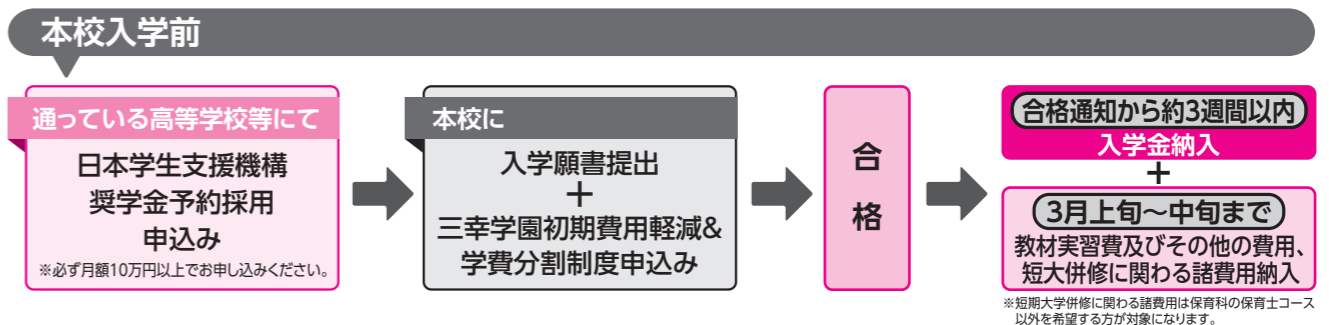 本校入学前
通っている高等学校等にて
日本学生支援機構
奨学金予約採用
申込み
※必ず月額10万円以上でお申し込みください。
本校に
入学願書提出
＋
三幸学園初期費用軽減&
学費分割制度申込み
合
格
合格通知から約3週間以内
入学金納入
＋
3月上旬～中旬まで
教材実習費及びその他の費用、
短大併修に関わる諸費用納入
※短期大学併修に関わる諸費用は保育科の保育士コース
以外を希望する方が対象になります。